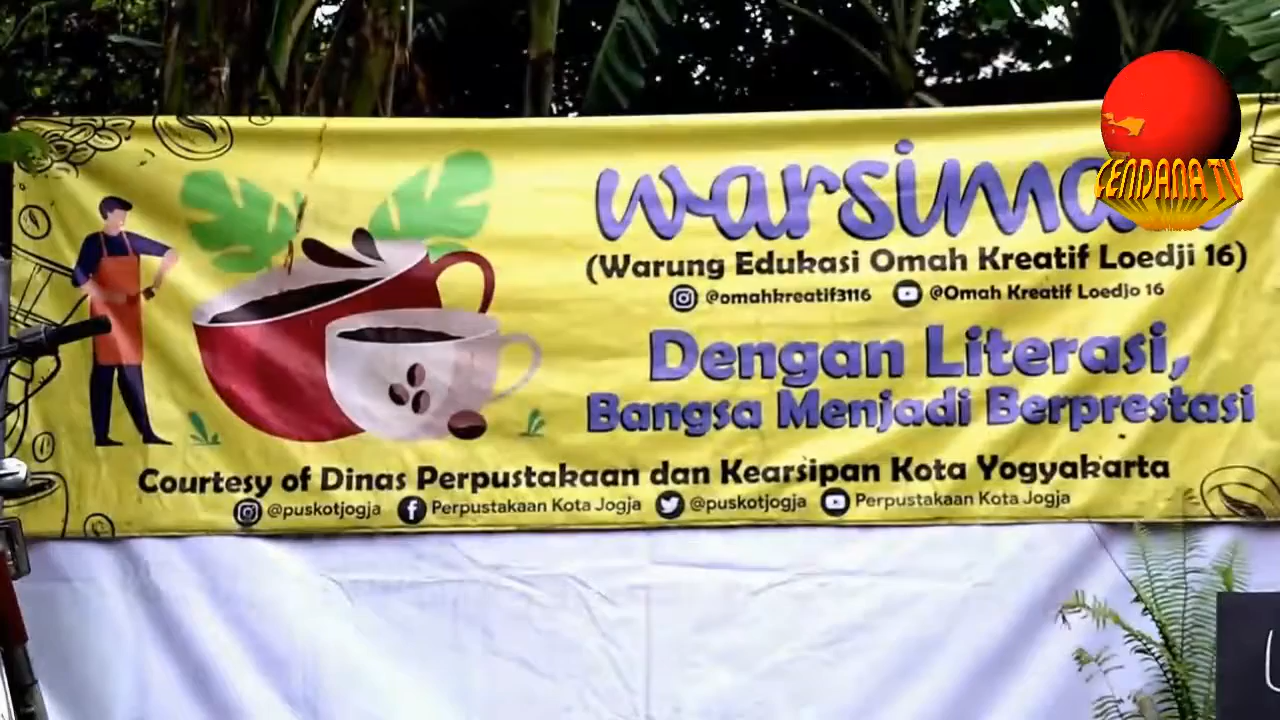 CENDANA TV
(Warung Edukasi Omah Kreatif Loedji 16)
@omahkreatif3116 @Omah Kreatif Loedjo 16
Dengan Literasi,
Bangsa Menjadi Berprestasi
Courtesy of Dinas Perpustakaan dan Kearsipan Kota Yogyakarta
@puskotjogja Perpustakaan Kota Jogja @puskotjogja Perpustakaan Kota Jogja